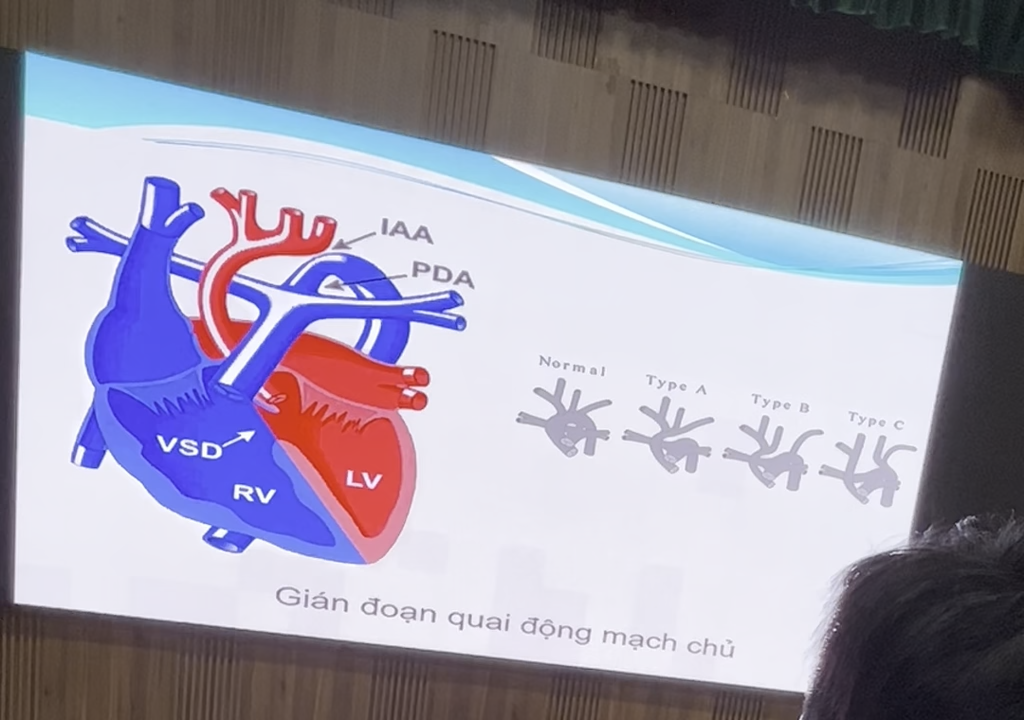 IAA
PDA
VSD
RV
LV
Normal
Type A
Type B
Type C
Gián đoạn quai động mạch chủ